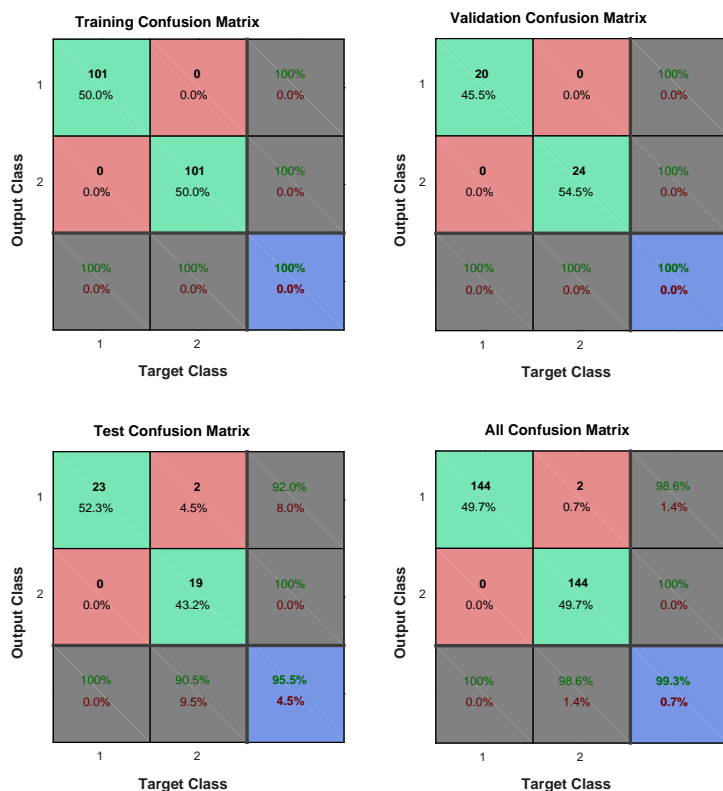 Training Confusion Matrix
101 0 100%
50.0% 0.0% 0.0%
1
0 101 100%
0.0% 50.0% 0.0%
2
100% 100% 100%
0.0% 0.0% 0.0%
1 2
Target Class
Output Class
Validation Confusion Matrix
20 0 100%
45.5% 0.0% 0.0%
1
0 24 100%
0.0% 54.5% 0.0%
2
100% 100% 100%
0.0% 0.0% 0.0%
1 2
Target Class
Output Class
Test Confusion Matrix
23 2 92.0%
52.3% 4.5% 8.0%
1
0 19 100%
0.0% 43.2% 0.0%
2
100% 90.5% 95.5%
0.0% 9.5% 4.5%
1 2
Target Class
Output Class
All Confusion Matrix
144 2 98.6%
49.7% 0.7% 1.4%
1
0 144 100%
0.0% 49.7% 0.0%
2
100% 98.6% 99.3%
0.0% 1.4% 0.7%
1 2
Target Class
Output Class